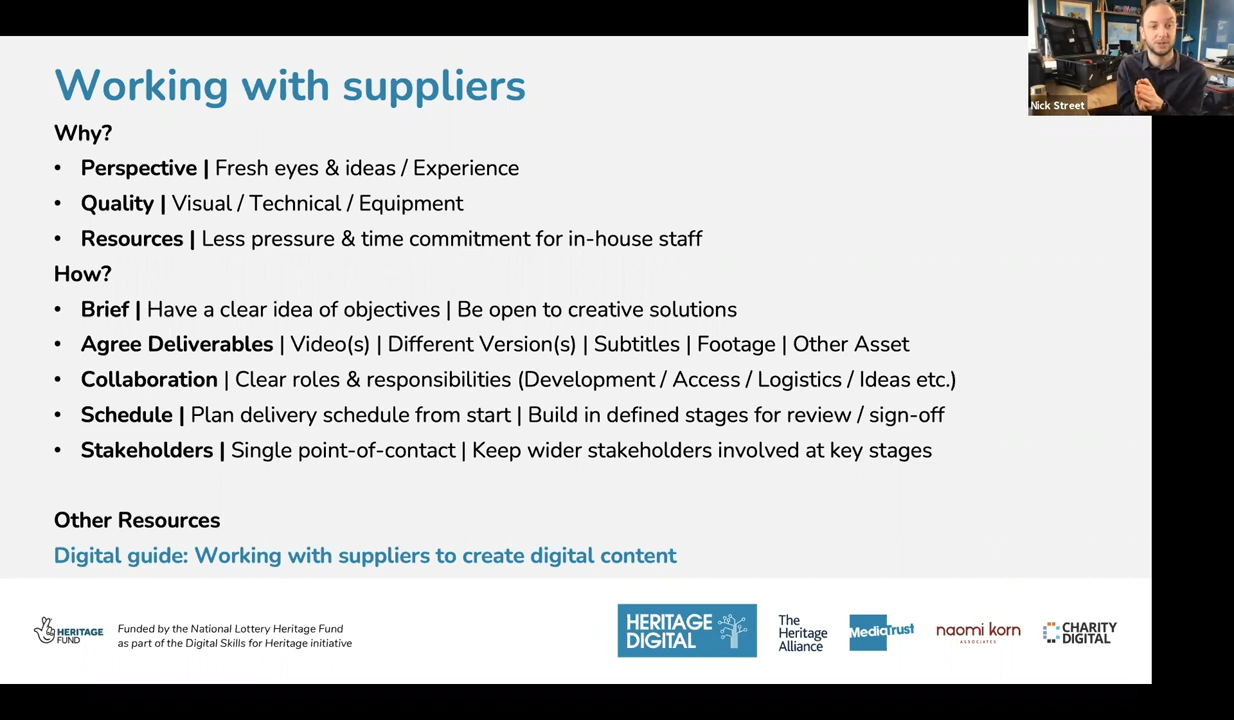 Working with suppliers
Nick Street
Why?
• Perspective | Fresh eyes & ideas / Experience
• Quality | Visual / Technical / Equipment
• Resources | Less pressure & time commitment for in-house staff
How?
• Brief | Have a clear idea of objectives | Be open to creative solutions
• Agree Deliverables | Video(s) | Different Version(s) | Subtitles | Footage | Other Asset
• Collaboration | Clear roles & responsibilities (Development / Access / Logistics / Ideas etc.)
• Schedule | Plan delivery schedule from start | Build in defined stages for review / sign-off
• Stakeholders | Single point-of-contact | Keep wider stakeholders involved at key stages
Other Resources
Digital guide: Working with suppliers to create digital content
HERITAGE
FUND
Funded by the National Lottery Heritage Fund
as part of the Digital Skills for Heritage initiative
HERITAGE
DIGITAL
The
Heritage
Alliance
MediaTrust
naomi korn
ASSOCIATES
CHARITY
DIGITAL